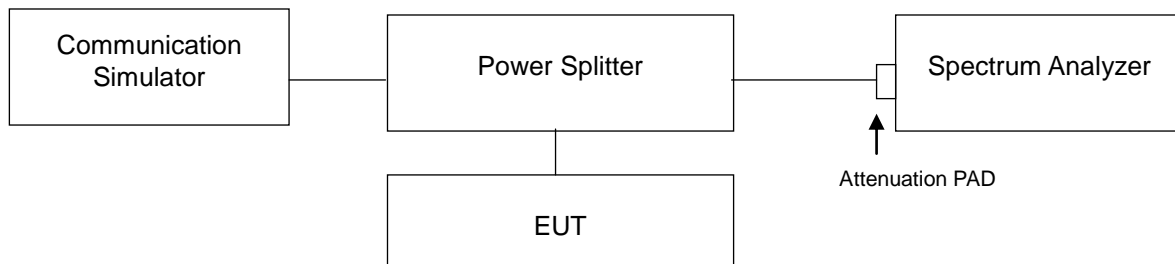 Communication
Simulator
Power Splitter
Spectrum Analyzer
Attenuation PAD
EUT